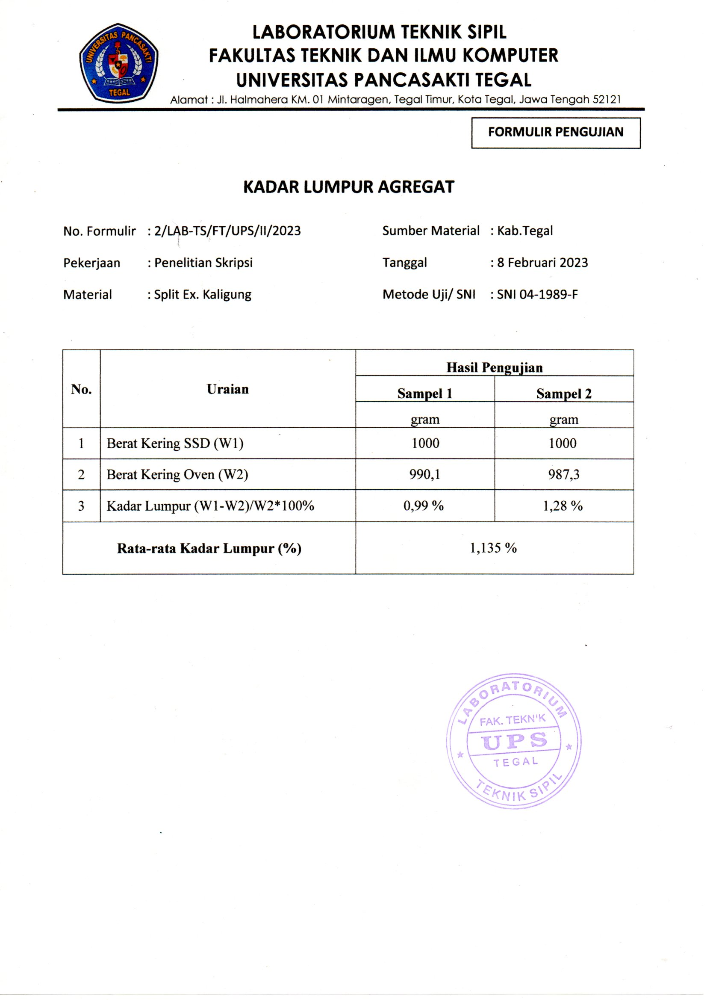 UNIVERSITAS PANCASAKTI
TEGAL
LABORATORIUM TEKNIK SIPIL
FAKULTAS TEKNIK DAN ILMU KOMPUTER
UNIVERSITAS PANCASAKTI TEGAL
Alamat : Jl. Halmahera KM. 01 Mintaragen, Tegal Timur, Kota Tegal, Jawa Tengah 52121
FORMULIR PENGUJIAN
KADAR LUMPUR AGREGAT
No. Formulir : 2/LAB-TS/FT/UPS/II/2023 Sumber Material : Kab.Tegal
Pekerjaan : Penelitian Skripsi Tanggal : 8 Februari 2023
Material : Split Ex. Kaligung Metode Uji/ SNI : SNI 04-1989-F
No. Uraian Hasil Pengujian
Sampel 1 Sampel 2
gram gram
1 Berat Kering SSD (W1) 1000 1000
2 Berat Kering Oven (W2) 990,1 987,3
3 Kadar Lumpur (W1-W2)/W2*100% 0,99 % 1,28 %
Rata-rata Kadar Lumpur (%) 1,135 %
LABORATORIUM
FAK. TEKN'K
UPS
TEGAL
TEKNIK SIPIL